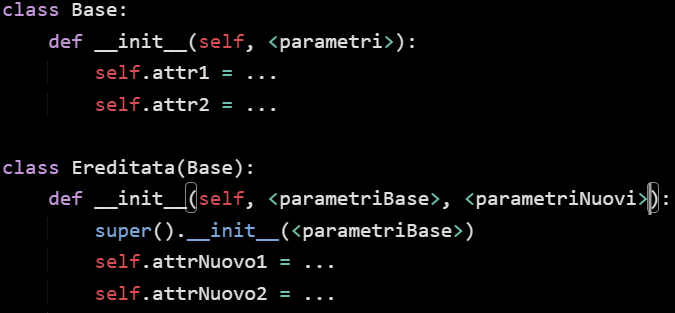 class Base:
    def __init__(self, <parametri>):
        self.attr1 = ...
        self.attr2 = ...
class Ereditata(Base):
    def __init__(self, <parametriBase>, <parametriNuovi>):
        super().__init__(<parametriBase>)
        self.attrNuovo1 = ...
        self.attrNuovo2 = ...